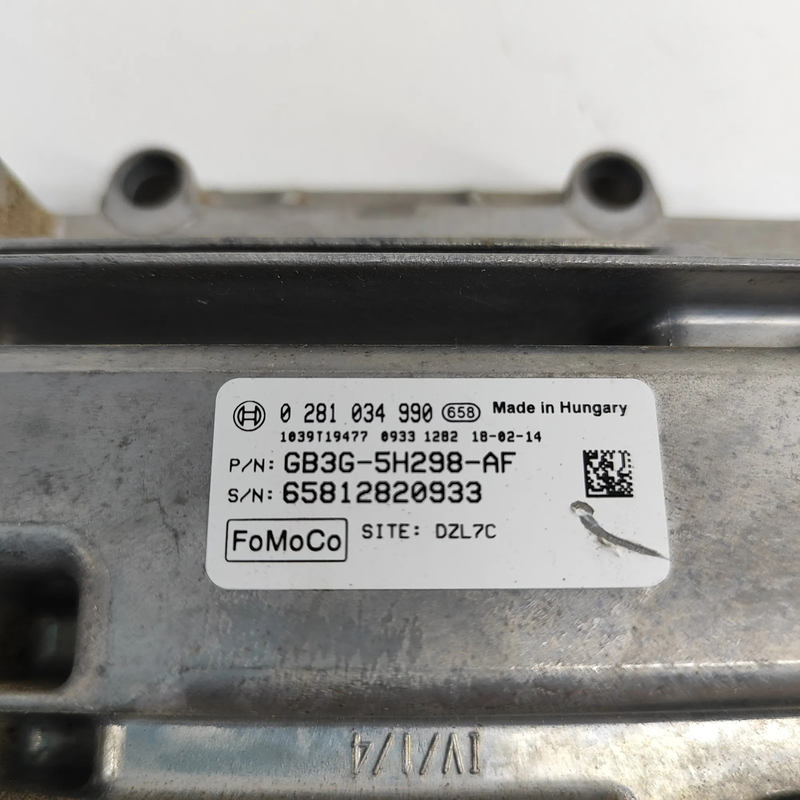 0 281 034 990 658 Made in Hungary
1039T19477 0933 1282 18-02-14
P/N: GB3G-5H298-AF
S/N: 65812820933
FoMoCo SITE: DZL7C
IV/1/4